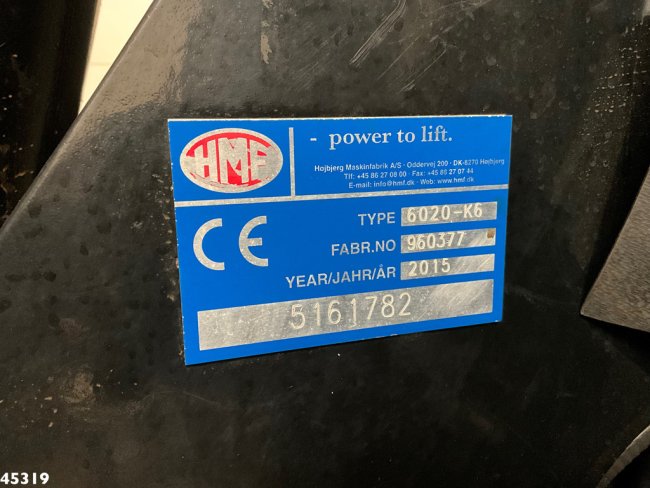 HMF
- power to lift.
Højbjerg Maskinfabrik A/S · Oddervej 200 · DK-8270 Højbjerg
Tlf: +45 86 27 08 00 · Fax: +45 86 27 07 44
E-mail: info@hmf.dk · Web: www.hmf.dk
CE
TYPE 6020-K6
FABR.NO 960377
YEAR/JAHR/ÅR 2015
5161782
45319